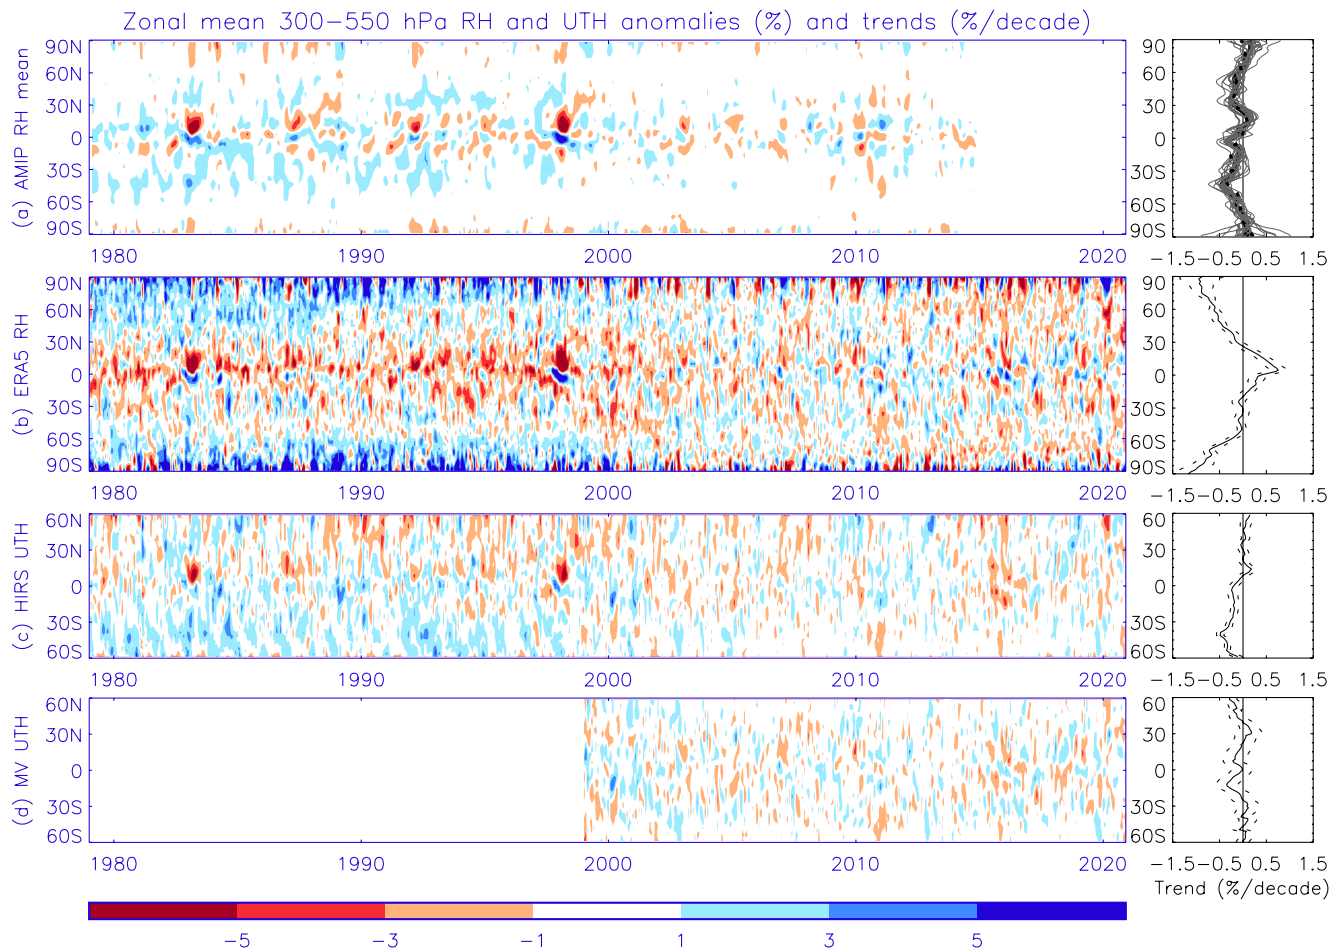 Zonal mean 300−550 hPa RH and UTH anomalies (%) and trends (%/decade)
(a) AMIP RH mean
90N
60N
30N
0
30S
60S
90S
1980 1990 2000 2010 2020
90
60
30
0
30S
60S
90S
−1.5 −0.5 0.5 1.5
(b) ERA5 RH
90N
60N
30N
0
30S
60S
90S
1980 1990 2000 2010 2020
90
60
30
0
30S
60S
90S
−1.5 −0.5 0.5 1.5
(c) HIRS UTH
60N
30N
0
30S
60S
1980 1990 2000 2010 2020
60
30
0
30S
60S
−1.5 −0.5 0.5 1.5
(d) MV UTH
60N
30N
0
30S
60S
1980 1990 2000 2010 2020
60
30
0
30S
60S
−1.5 −0.5 0.5 1.5
Trend (%/decade)
−5 −3 −1 1 3 5